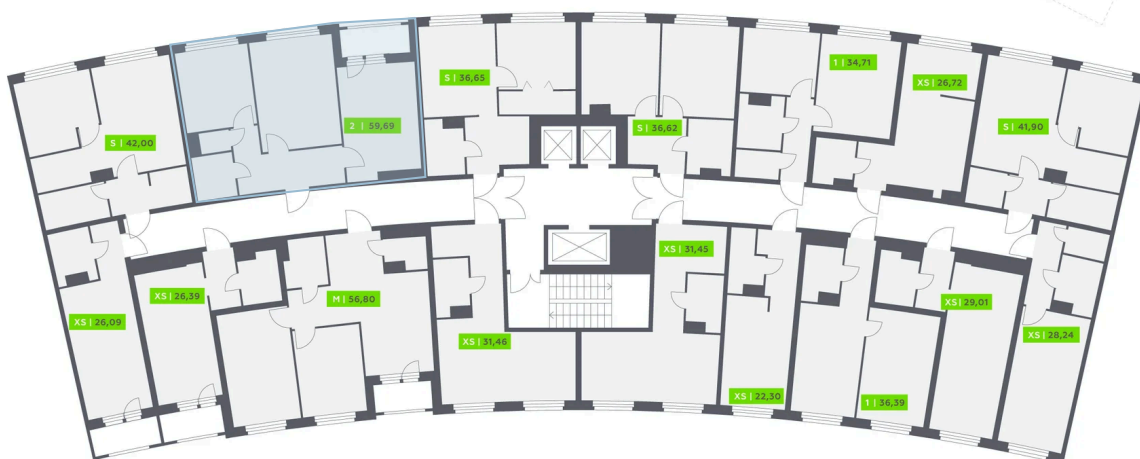 S | 42,00
2 | 59,69
S | 36,65
S | 36,62
1 | 34,71
XS | 26,72
S | 41,90
XS | 26,09
XS | 26,39
M | 56,80
XS | 31,46
XS | 31,45
XS | 22,30
1 | 36,39
XS | 29,01
XS | 28,24